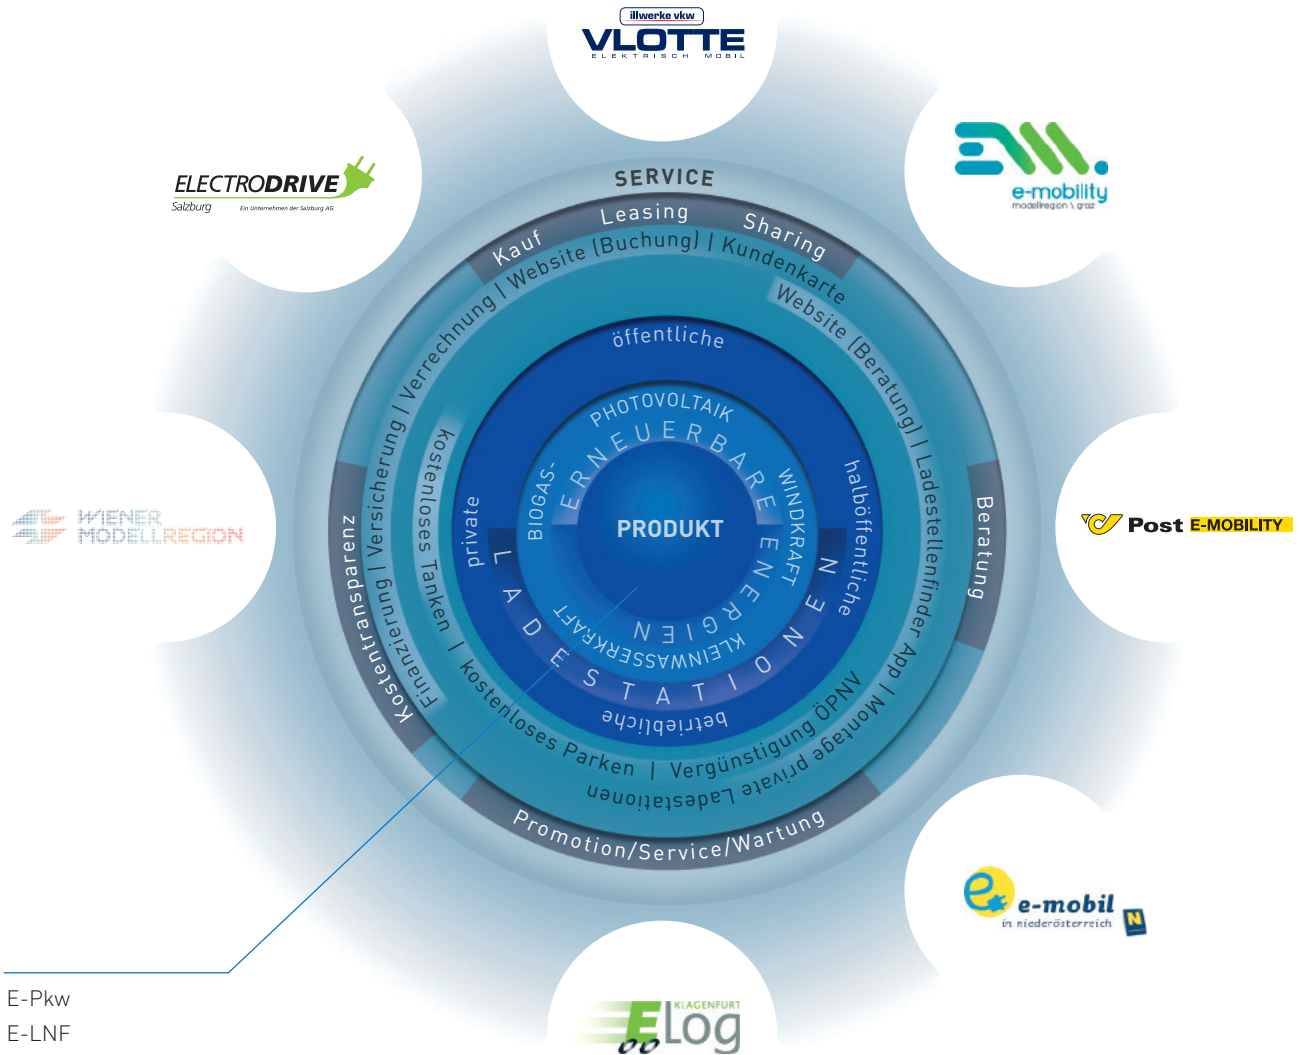 illwerke vkw
VLOTTE
ELEKTRISCH MOBIL
ELECTRODRIVE
Salzburg
Ein Unternehmen der Salzburg AG
e-mobility
modellregion \ graz
WIENER
MODELLREGION
Post E-MOBILITY
e-mobil
in niederösterreich
N
KLAGENFURT
ELog
SERVICE
Kauf
Leasing
Sharing
Beratung
Promotion/Service/Wartung
Kostentransparenz
Finanzierung | Versicherung | Verrechnung | Website (Buchung) | Kundenkarte
Website (Beratung) | Ladestellenfinder App | Montage private Ladestationen
kostenloses Tanken | kostenloses Parken | Vergünstigung ÖPNV
öffentliche
halböffentliche
betriebliche
private
LADESTATIONEN
PHOTOVOLTAIK
WINDKRAFT
KLEINWASSERKRAFT
BIOGAS-
ERNEUERBARE ENERGIEN
PRODUKT
E-Pkw
E-LNF